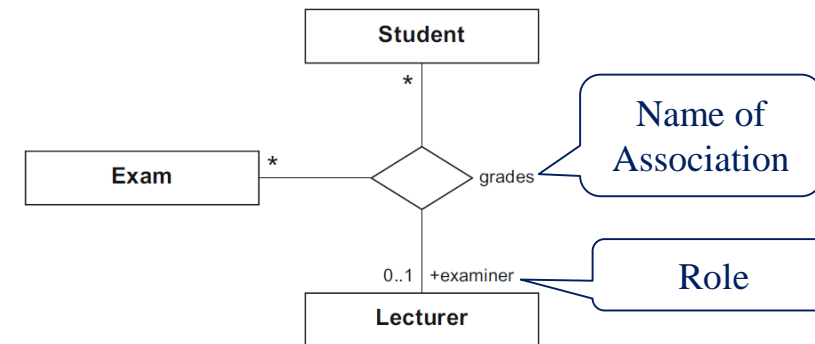 Student
*
Name of
Association
Exam
*
grades
0..1 +examiner
Role
Lecturer